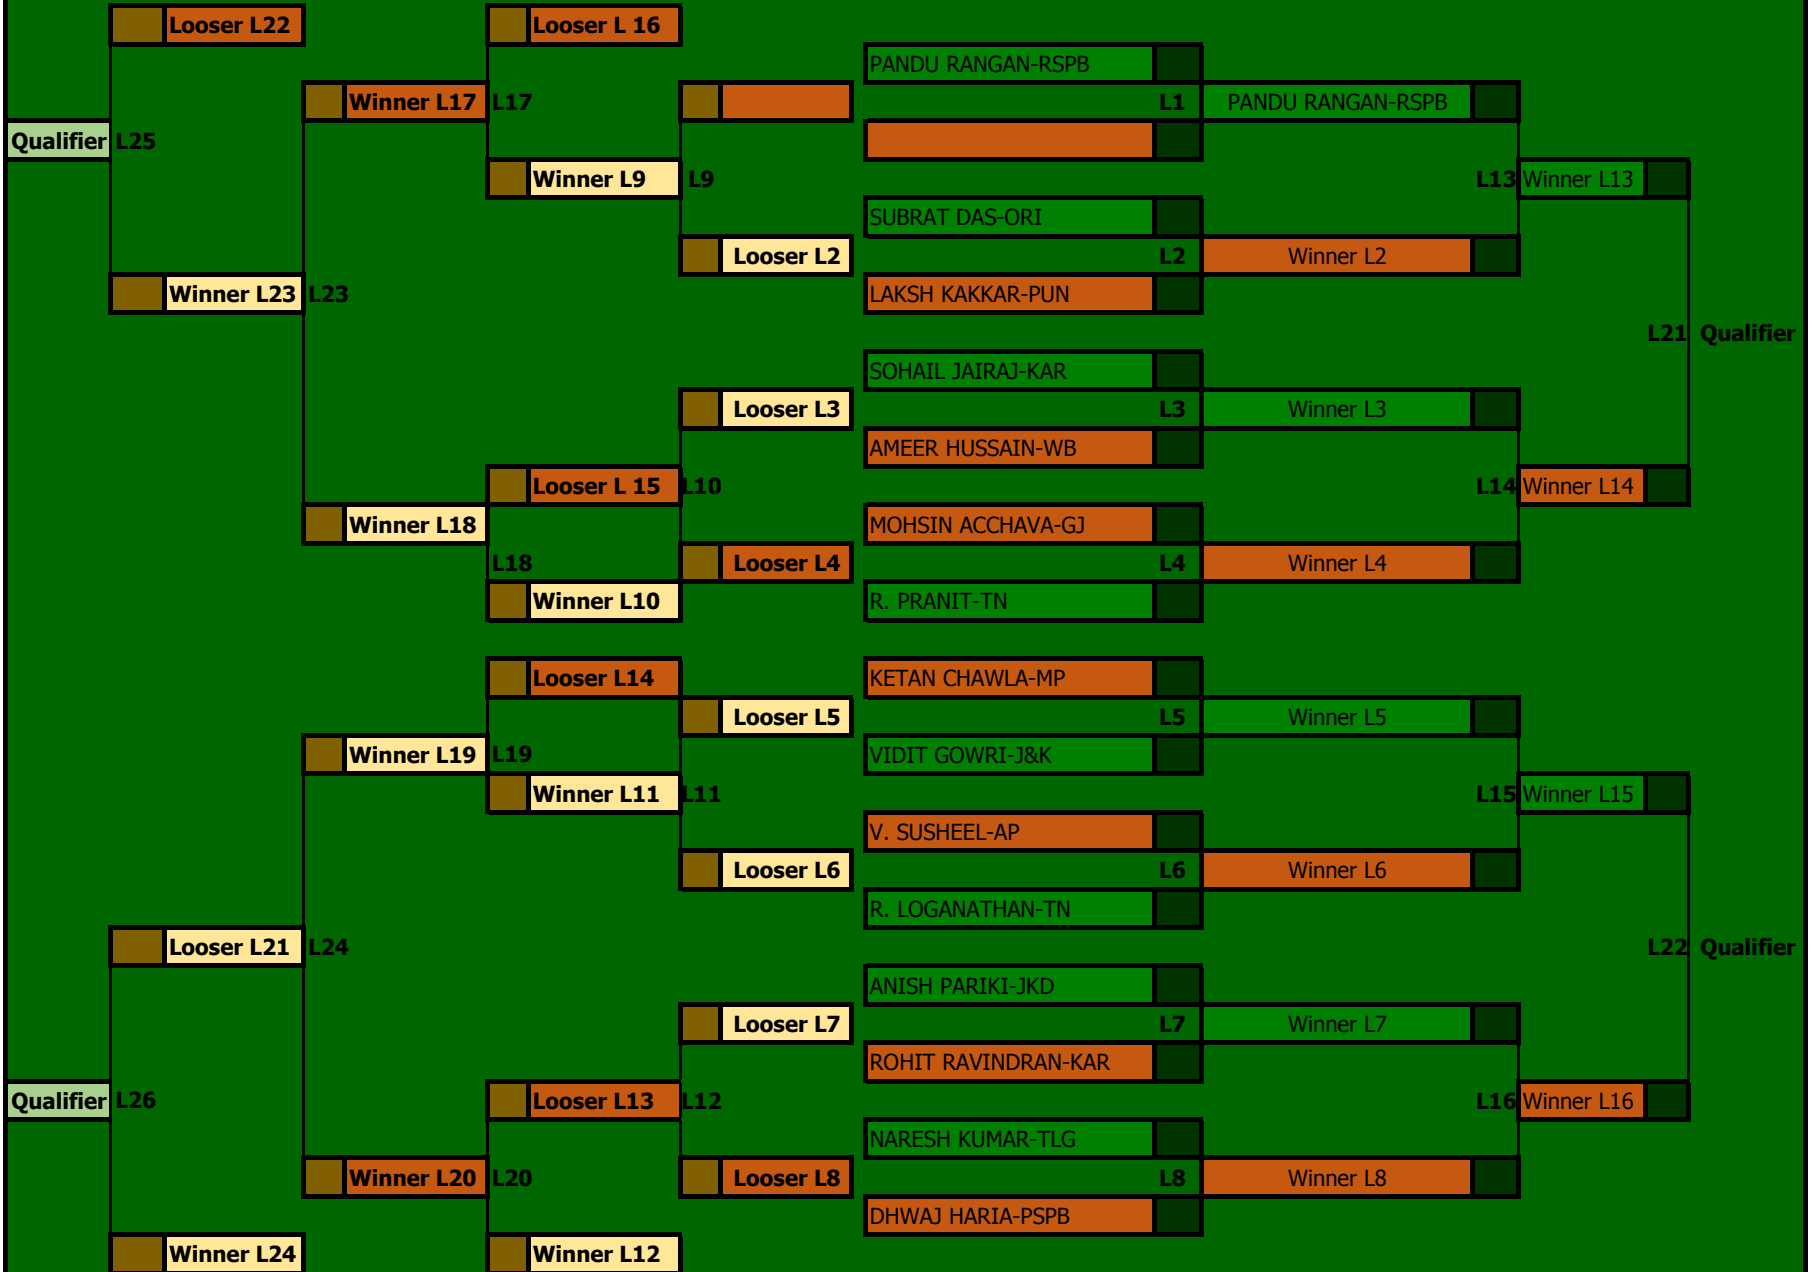 Looser L22
Looser L 16
PANDU RANGAN-RSPB
Winner L17 L17 L1 PANDU RANGAN-RSPB
Qualifier L25
Winner L9 L9 L13 Winner L13
SUBRAT DAS-ORI
Looser L2 L2 Winner L2
Winner L23 L23 LAKSH KAKKAR-PUN
L21 Qualifier
SOHAIL JAIRAJ-KAR
Looser L3 L3 Winner L3
AMEER HUSSAIN-WB
Looser L 15 L10 L14 Winner L14
Winner L18 MOHSIN ACCHAVA-GJ
L18 Looser L4 L4 Winner L4
Winner L10 R. PRANIT-TN
Looser L14 KETAN CHAWLA-MP
Looser L5 L5 Winner L5
Winner L19 L19 VIDIT GOWRI-J&K
Winner L11 L11 L15 Winner L15
V. SUSHEEL-AP
Looser L6 L6 Winner L6
R. LOGANATHAN-TN
Looser L21 L24 L22 Qualifier
ANISH PARIKI-JKD
Looser L7 L7 Winner L7
ROHIT RAVINDRAN-KAR
Qualifier L26 Looser L13 L12 L16 Winner L16
NARESH KUMAR-TLG
Winner L20 L20 Looser L8 L8 Winner L8
DHWAJ HARIA-PSPB
Winner L24 Winner L12